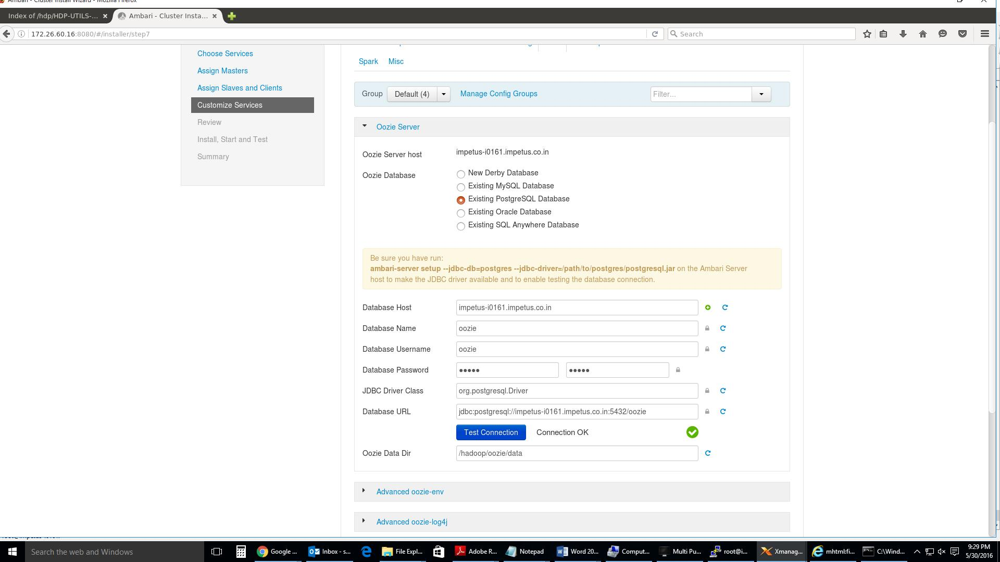 Ambari - Cluster Install Wizard - Mozilla Firefox
Index of /hdp/HDP-UTILS-...
Ambari - Cluster Insta...
172.26.60.16:8080/#/installer/step7
Search
Choose Services
Assign Masters
Assign Slaves and Clients
Customize Services
Review
Install, Start and Test
Summary
Spark Misc
Group Default (4) Manage Config Groups Filter...
Oozie Server
Oozie Server host impetus-i0161.impetus.co.in
Oozie Database
New Derby Database
Existing MySQL Database
Existing PostgreSQL Database
Existing Oracle Database
Existing SQL Anywhere Database
Be sure you have run:
ambari-server setup --jdbc-db=postgres --jdbc-driver=/path/to/postgres/postgresql.jar on the Ambari Server
host to make the JDBC driver available and to enable testing the database connection.
Database Host impetus-i0161.impetus.co.in
Database Name oozie
Database Username oozie
Database Password ••••• •••••
JDBC Driver Class org.postgresql.Driver
Database URL jdbc:postgresql://impetus-i0161.impetus.co.in:5432/oozie
Test Connection Connection OK
Oozie Data Dir /hadoop/oozie/data
Advanced oozie-env
Advanced oozie-log4j
Search the web and Windows
Google ...
Inbox - s...
File Expl...
Adobe R...
Notepad
Word 20...
Comput...
Multi Pu...
root@i...
Xmanag...
mhtml:fi...
C:\Wind...
9:29 PM
5/30/2016